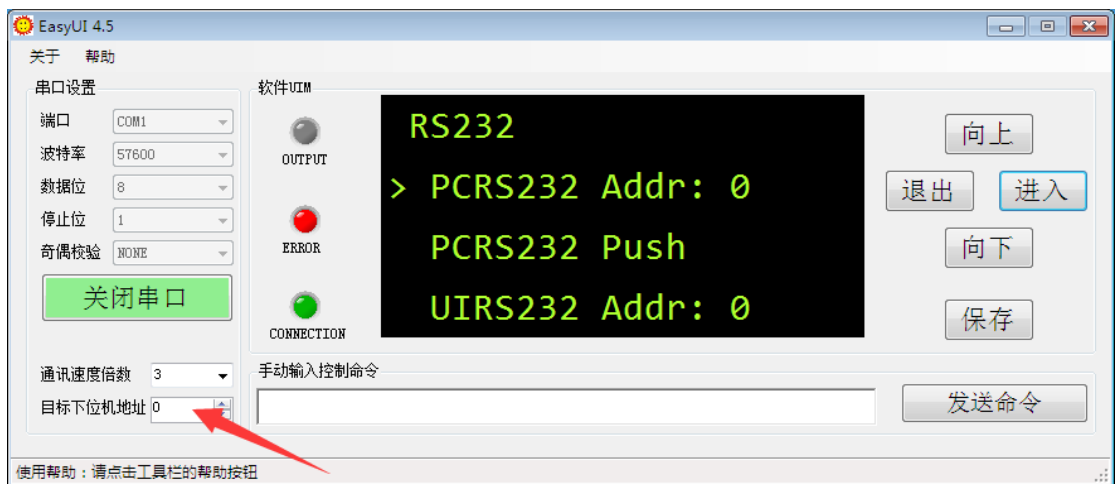 EasyUI 4.5
关于 帮助
串口设置
端口 COM1
波特率 57600
数据位 8
停止位 1
奇偶校验 NONE
关闭串口
通讯速度倍数 3
目标下位机地址 0
软件UIM
OUTPUT
ERROR
CONNECTION
RS232
> PCRS232 Addr: 0
PCRS232 Push
UIRS232 Addr: 0
向上
退出 进入
向下
保存
手动输入控制命令
发送命令
使用帮助：请点击工具栏的帮助按钮